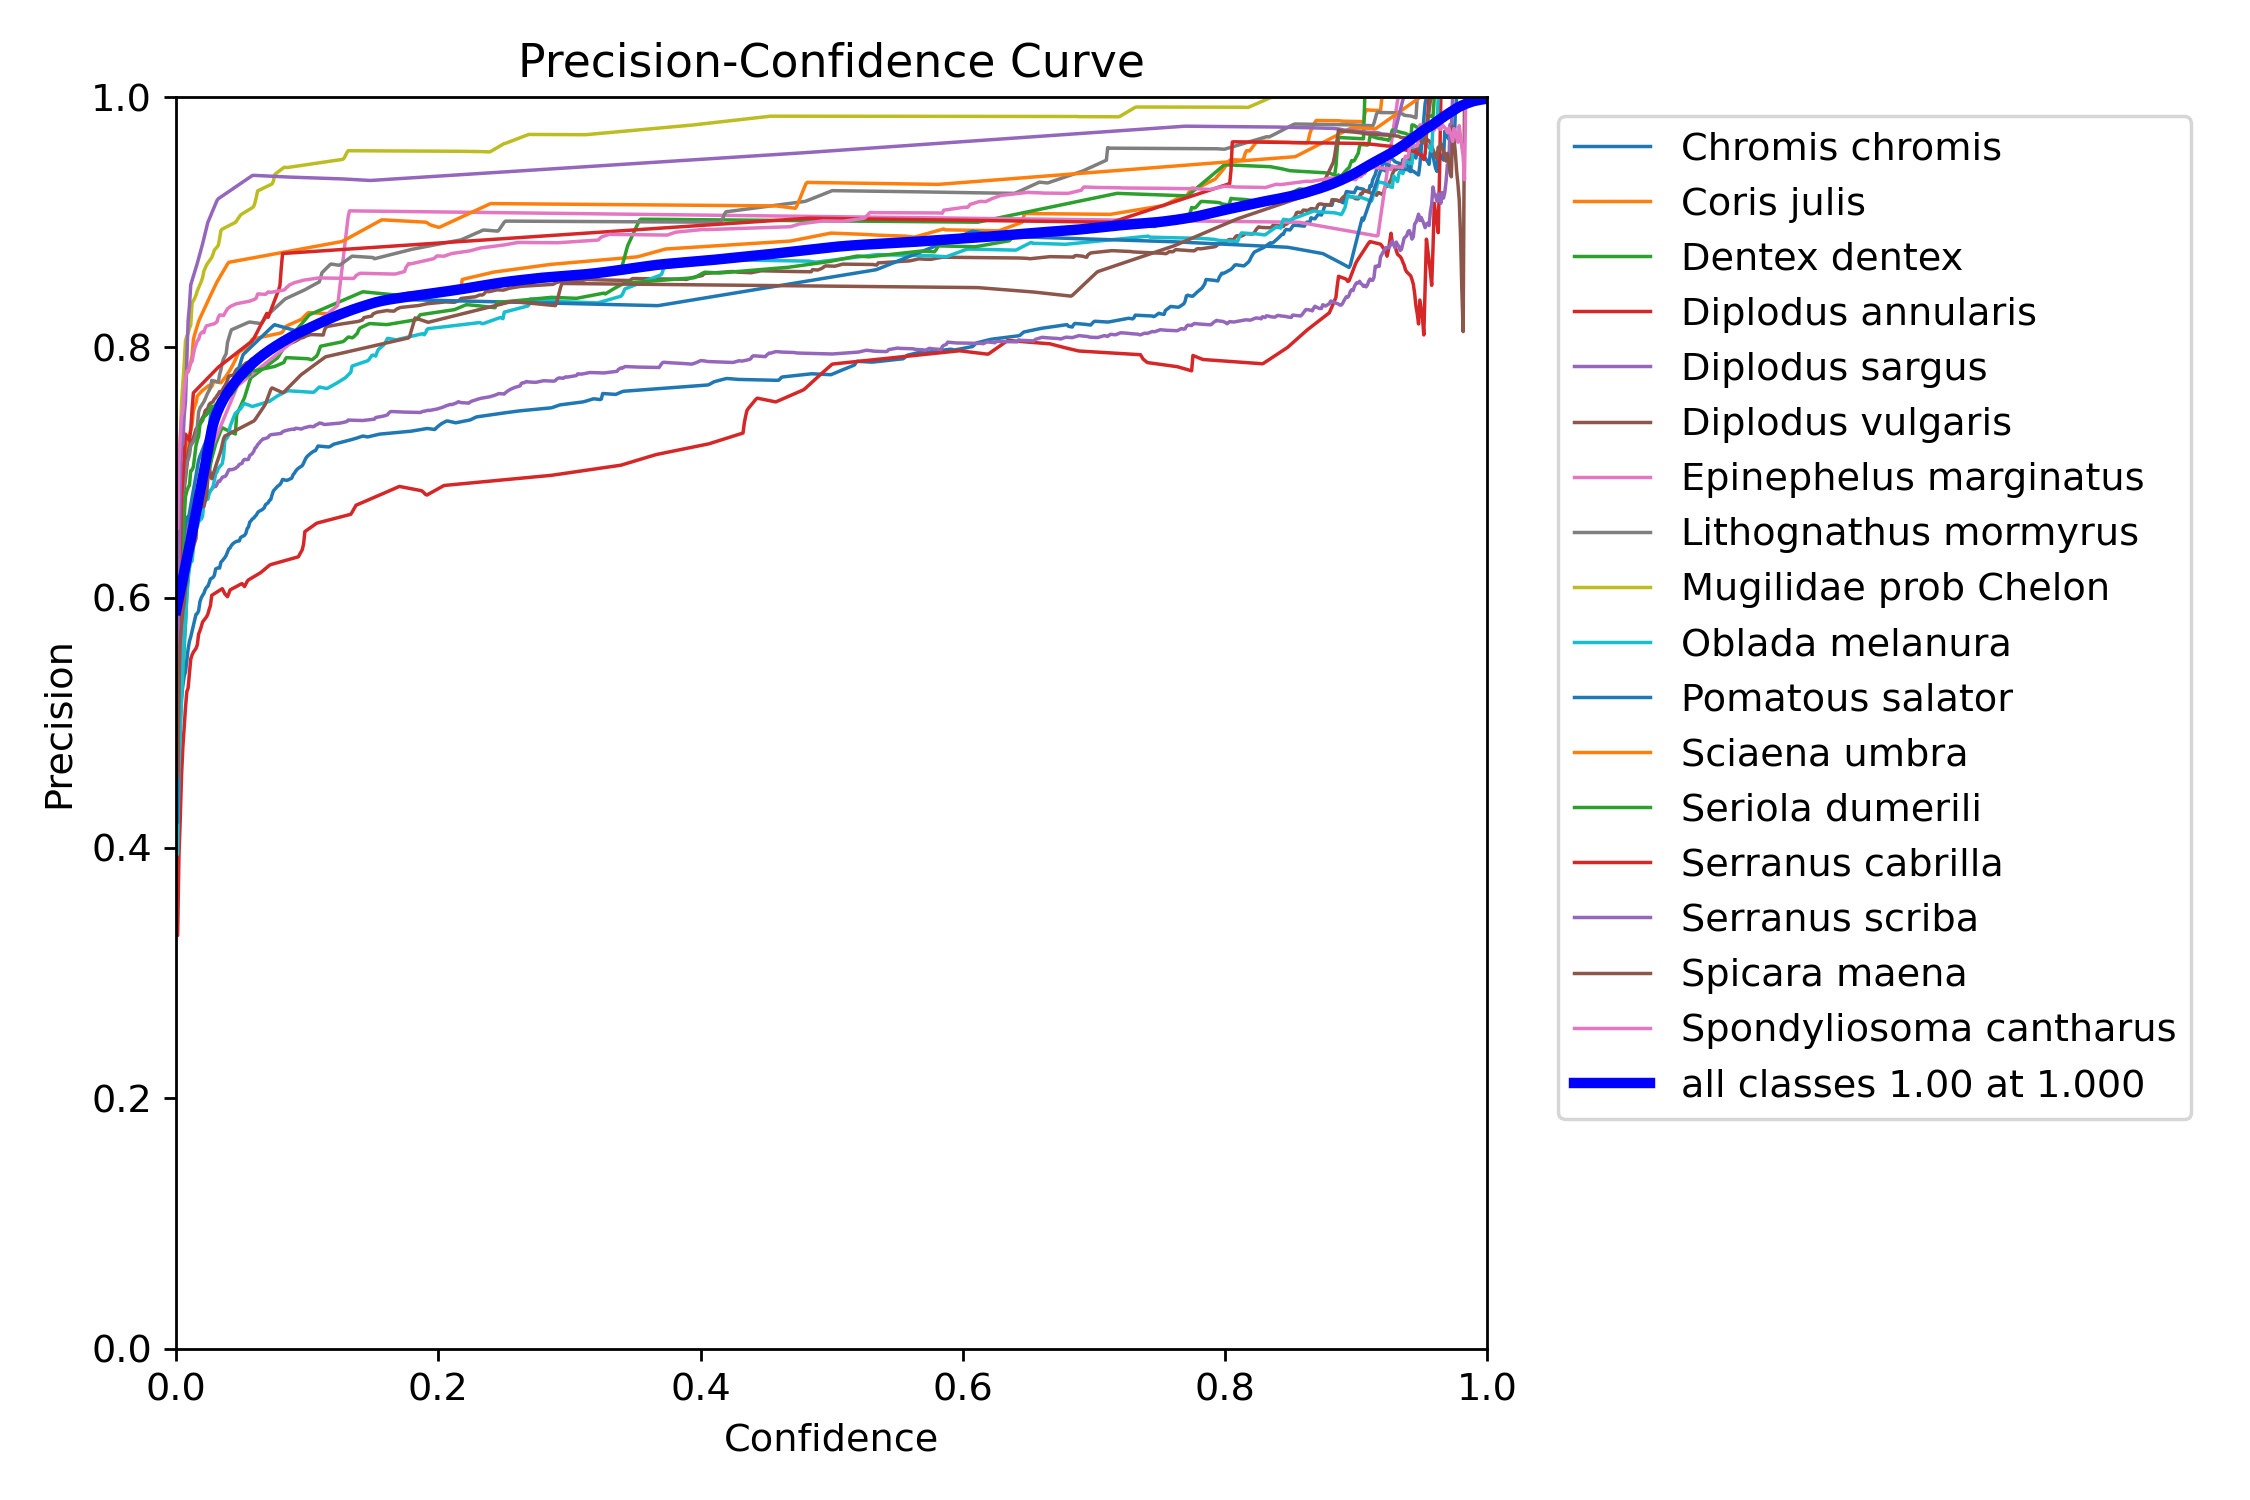 Precision-Confidence Curve
1.0
0.8
0.6
0.4
0.2
0.0
Precision
0.0 0.2 0.4 0.6 0.8 1.0
Confidence
Chromis chromis
Coris julis
Dentex dentex
Diplodus annularis
Diplodus sargus
Diplodus vulgaris
Epinephelus marginatus
Lithognathus mormyrus
Mugilidae prob Chelon
Oblada melanura
Pomatous salator
Sciaena umbra
Seriola dumerili
Serranus cabrilla
Serranus scriba
Spicara maena
Spondyliosoma cantharus
all classes 1.00 at 1.000